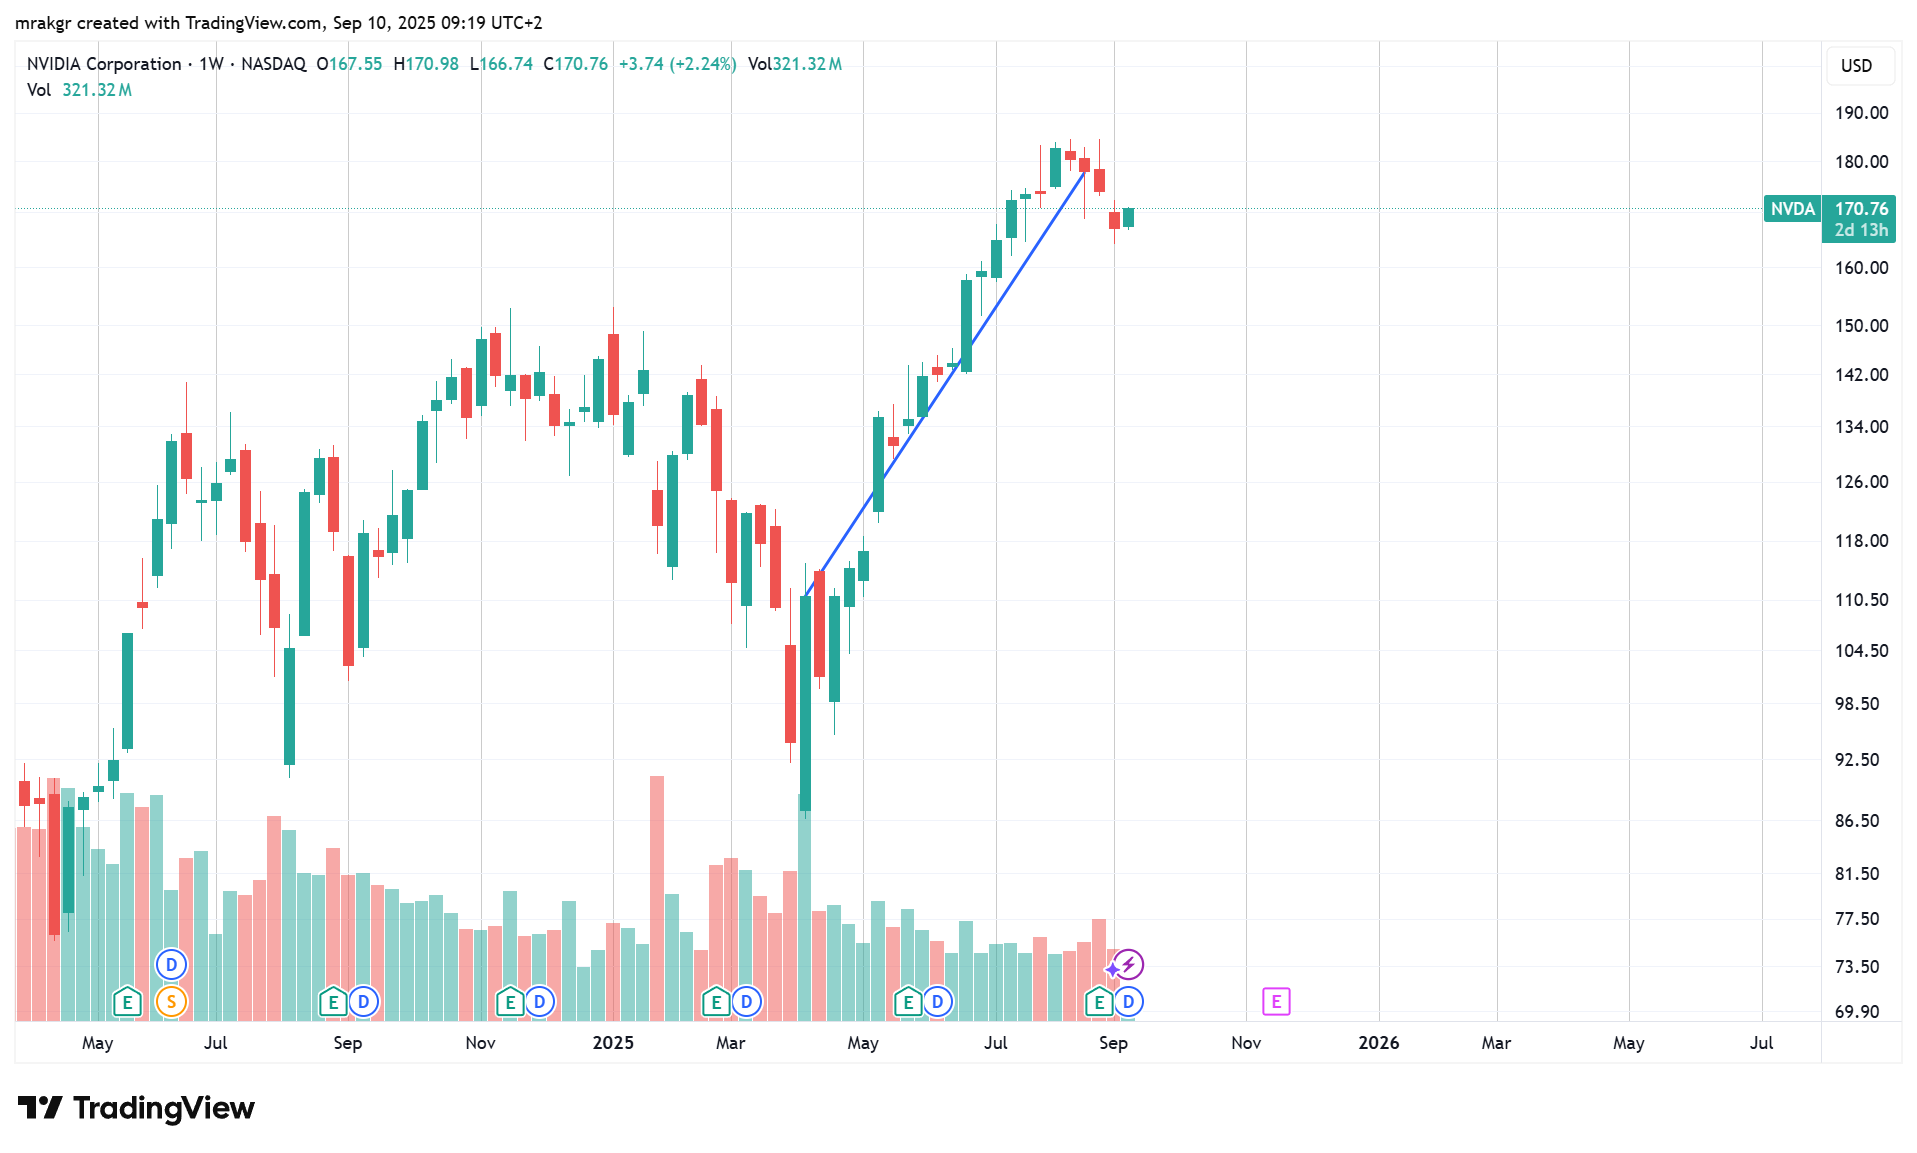 mrakgr created with TradingView.com, Sep 10, 2025 09:19 UTC+2
NVIDIA Corporation · 1W · NASDAQ O167.55 H170.98 L166.74 C170.76 +3.74 (+2.24%) Vol321.32M
Vol 321.32M
USD
190.00
180.00
NVDA 170.76
2d 13h
160.00
150.00
142.00
134.00
126.00
118.00
110.50
104.50
98.50
92.50
86.50
81.50
77.50
73.50
69.90
D
E S E D E D E D E D E D E
May Jul Sep Nov 2025 Mar May Jul Sep Nov 2026 Mar May Jul
TradingView